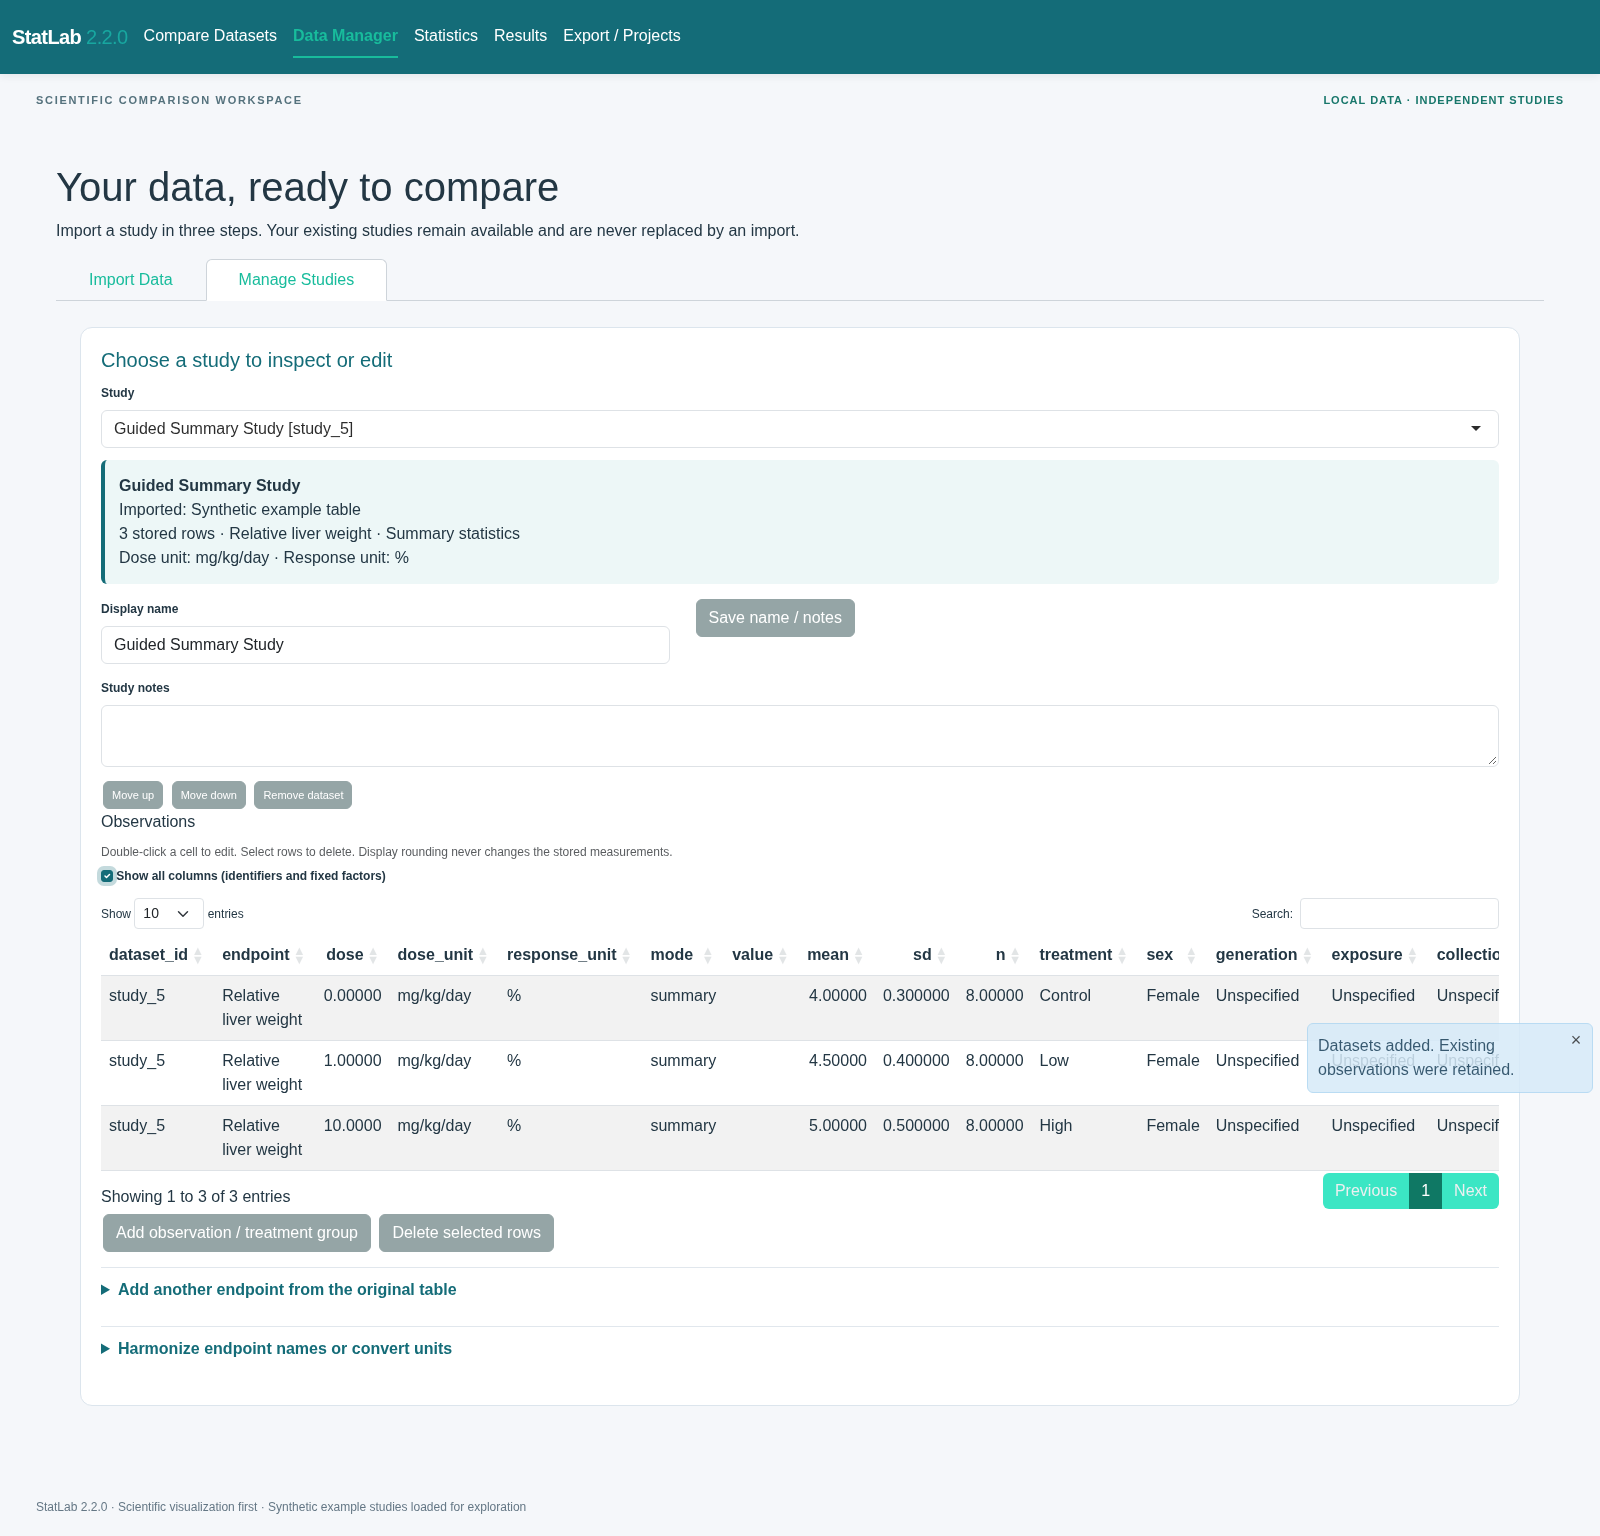 StatLab 2.2.0 Compare Datasets Data Manager Statistics Results Export / Projects
SCIENTIFIC COMPARISON WORKSPACE
LOCAL DATA · INDEPENDENT STUDIES
Your data, ready to compare
Import a study in three steps. Your existing studies remain available and are never replaced by an import.
Import Data Manage Studies
Choose a study to inspect or edit
Study
Guided Summary Study [study_5]
Guided Summary Study
Imported: Synthetic example table
3 stored rows · Relative liver weight · Summary statistics
Dose unit: mg/kg/day · Response unit: %
Display name
Save name / notes
Guided Summary Study
Study notes
Move up Move down Remove dataset
Observations
Double-click a cell to edit. Select rows to delete. Display rounding never changes the stored measurements.
Show all columns (identifiers and fixed factors)
Show 10 entries Search:
dataset_id endpoint dose dose_unit response_unit mode value mean sd n treatment sex generation exposure collectio
study_5 Relative liver weight 0.00000 mg/kg/day % summary 4.00000 0.300000 8.00000 Control Female Unspecified Unspecified Unspecif
study_5 Relative liver weight 1.00000 mg/kg/day % summary 4.50000 0.400000 8.00000 Low Female Unspecified Unspecified Unspecif
Datasets added. Existing ×
observations were retained.
study_5 Relative liver weight 10.0000 mg/kg/day % summary 5.00000 0.500000 8.00000 High Female Unspecified Unspecified Unspecif
Showing 1 to 3 of 3 entries
Previous 1 Next
Add observation / treatment group Delete selected rows
Add another endpoint from the original table
Harmonize endpoint names or convert units
StatLab 2.2.0 · Scientific visualization first · Synthetic example studies loaded for exploration